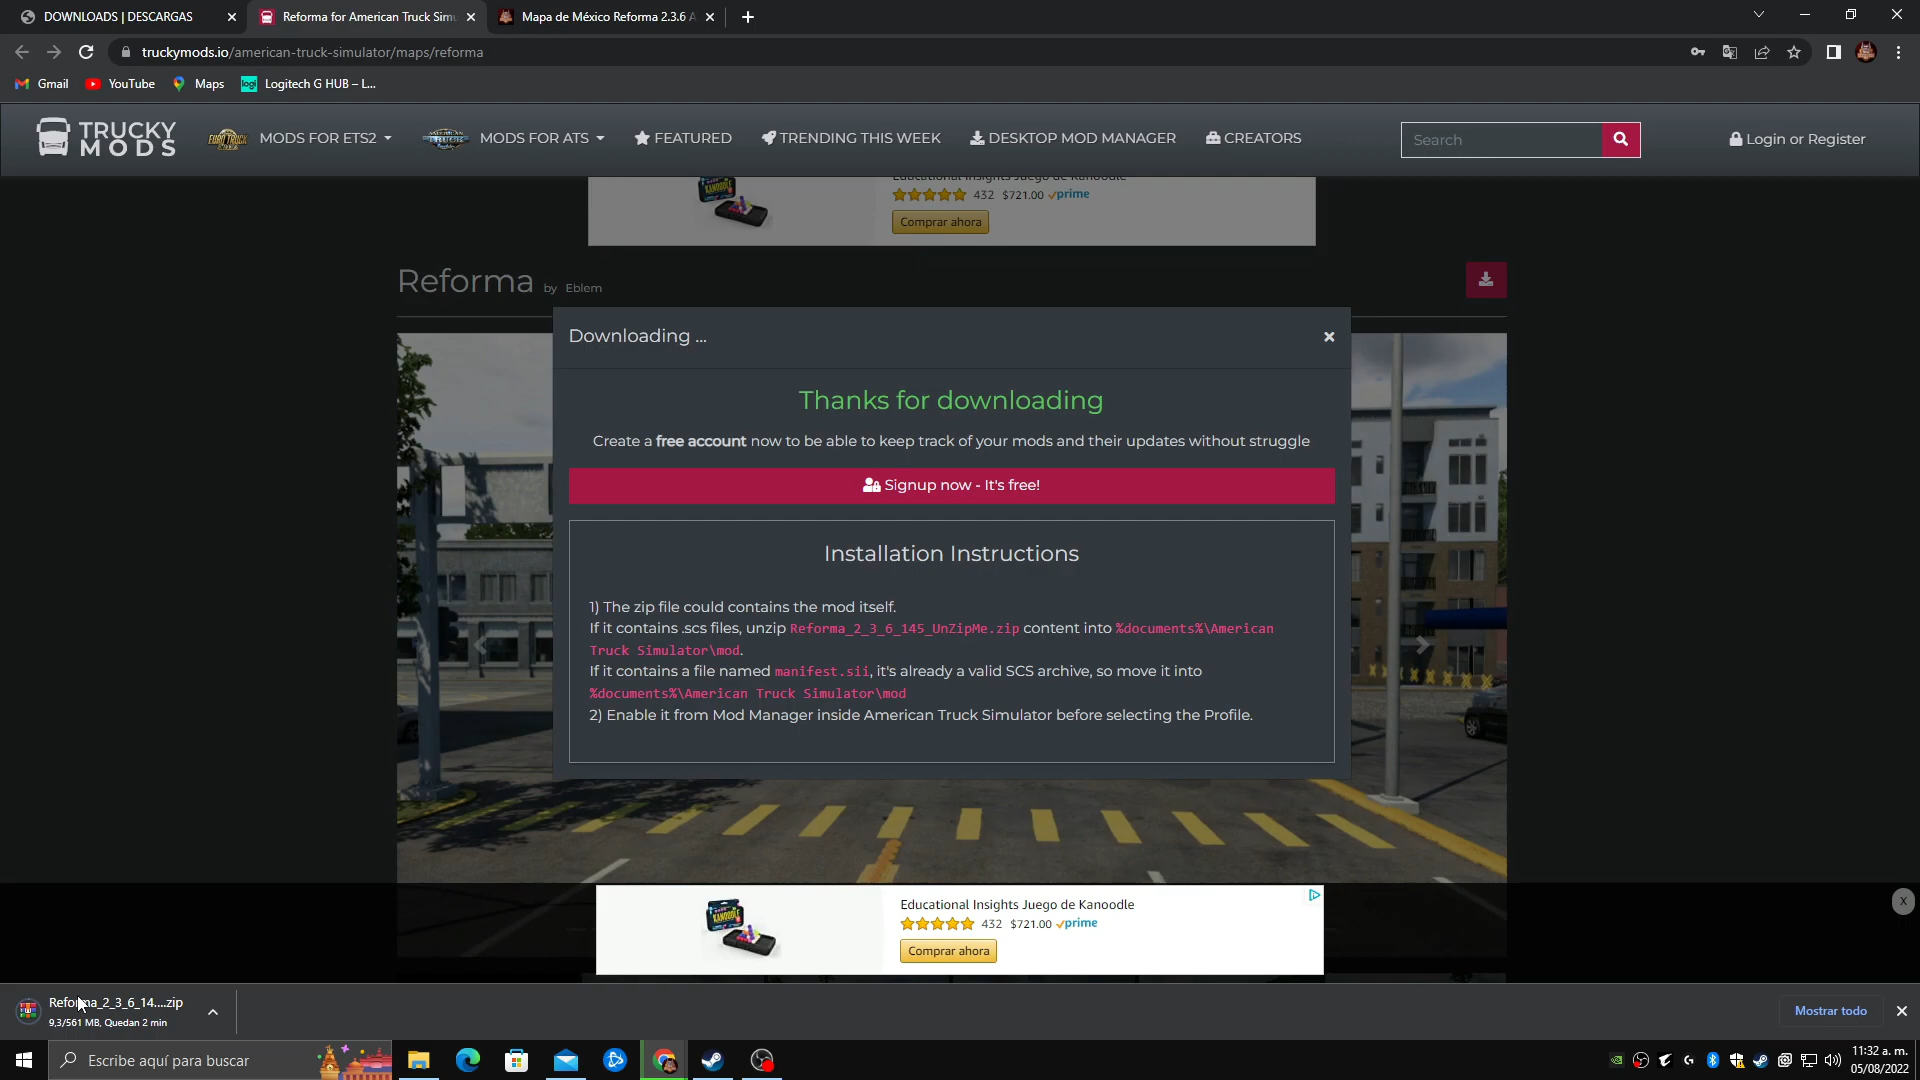 DOWNLOADS | DESCARGAS
Reforma for American Truck Simu
Mapa de México Reforma 2.3.6 A
truckymods.io/american-truck-simulator/maps/reforma
Gmail
YouTube
Maps
logi
Logitech G HUB – L...
TRUCKY
MODS
MODS FOR ETS2
MODS FOR ATS
FEATURED
TRENDING THIS WEEK
DESKTOP MOD MANAGER
CREATORS
Search
Login or Register
Educational Insights Juego de Kanoodle
432 $721.00 prime
Comprar ahora
Reforma by Eblem
Downloading ...
×
Thanks for downloading
Create a free account now to be able to keep track of your mods and their updates without struggle
Signup now - It's free!
Installation Instructions
1) The zip file could contains the mod itself.
If it contains .scs files, unzip Reforma_2_3_6_145_UnZipMe.zip content into %documents%\American
Truck Simulator\mod.
If it contains a file named manifest.sii, it's already a valid SCS archive, so move it into
%documents%\American Truck Simulator\mod
2) Enable it from Mod Manager inside American Truck Simulator before selecting the Profile.
Educational Insights Juego de Kanoodle
432 $721.00 prime
Comprar ahora
X
Reforma_2_3_6_14....zip
9,3/561 MB, Quedan 2 min
Mostrar todo
Escribe aquí para buscar
11:32 a. m.
05/08/2022